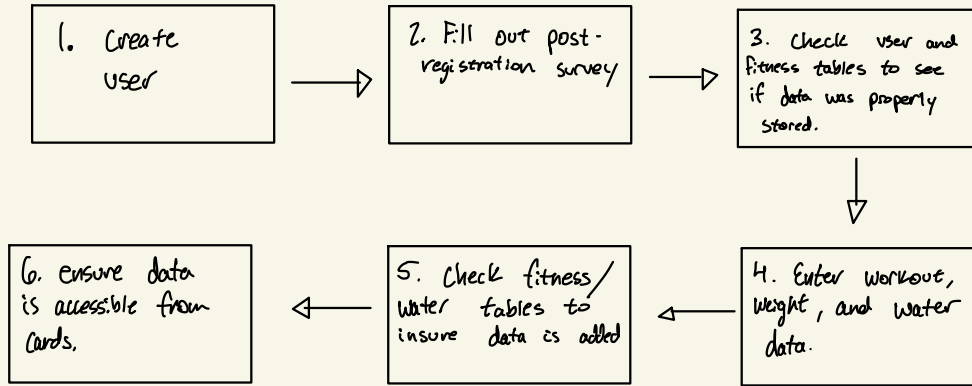 1. Create
user
2. Fill out post-
registration survey
3. Check user and
fitness tables to see
if data was properly
stored.
4. Enter workout,
weight, and water
data.
5. Check fitness/
water tables to
insure data is added
6. ensure data
is accessible from
cards.